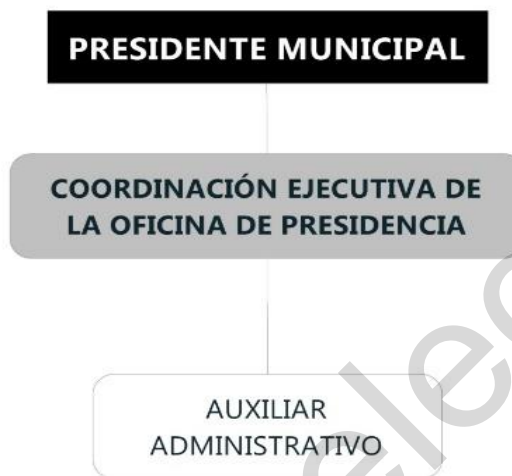 PRESIDENTE MUNICIPAL
COORDINACIÓN EJECUTIVA DE
LA OFICINA DE PRESIDENCIA
AUXILIAR
ADMINISTRATIVO